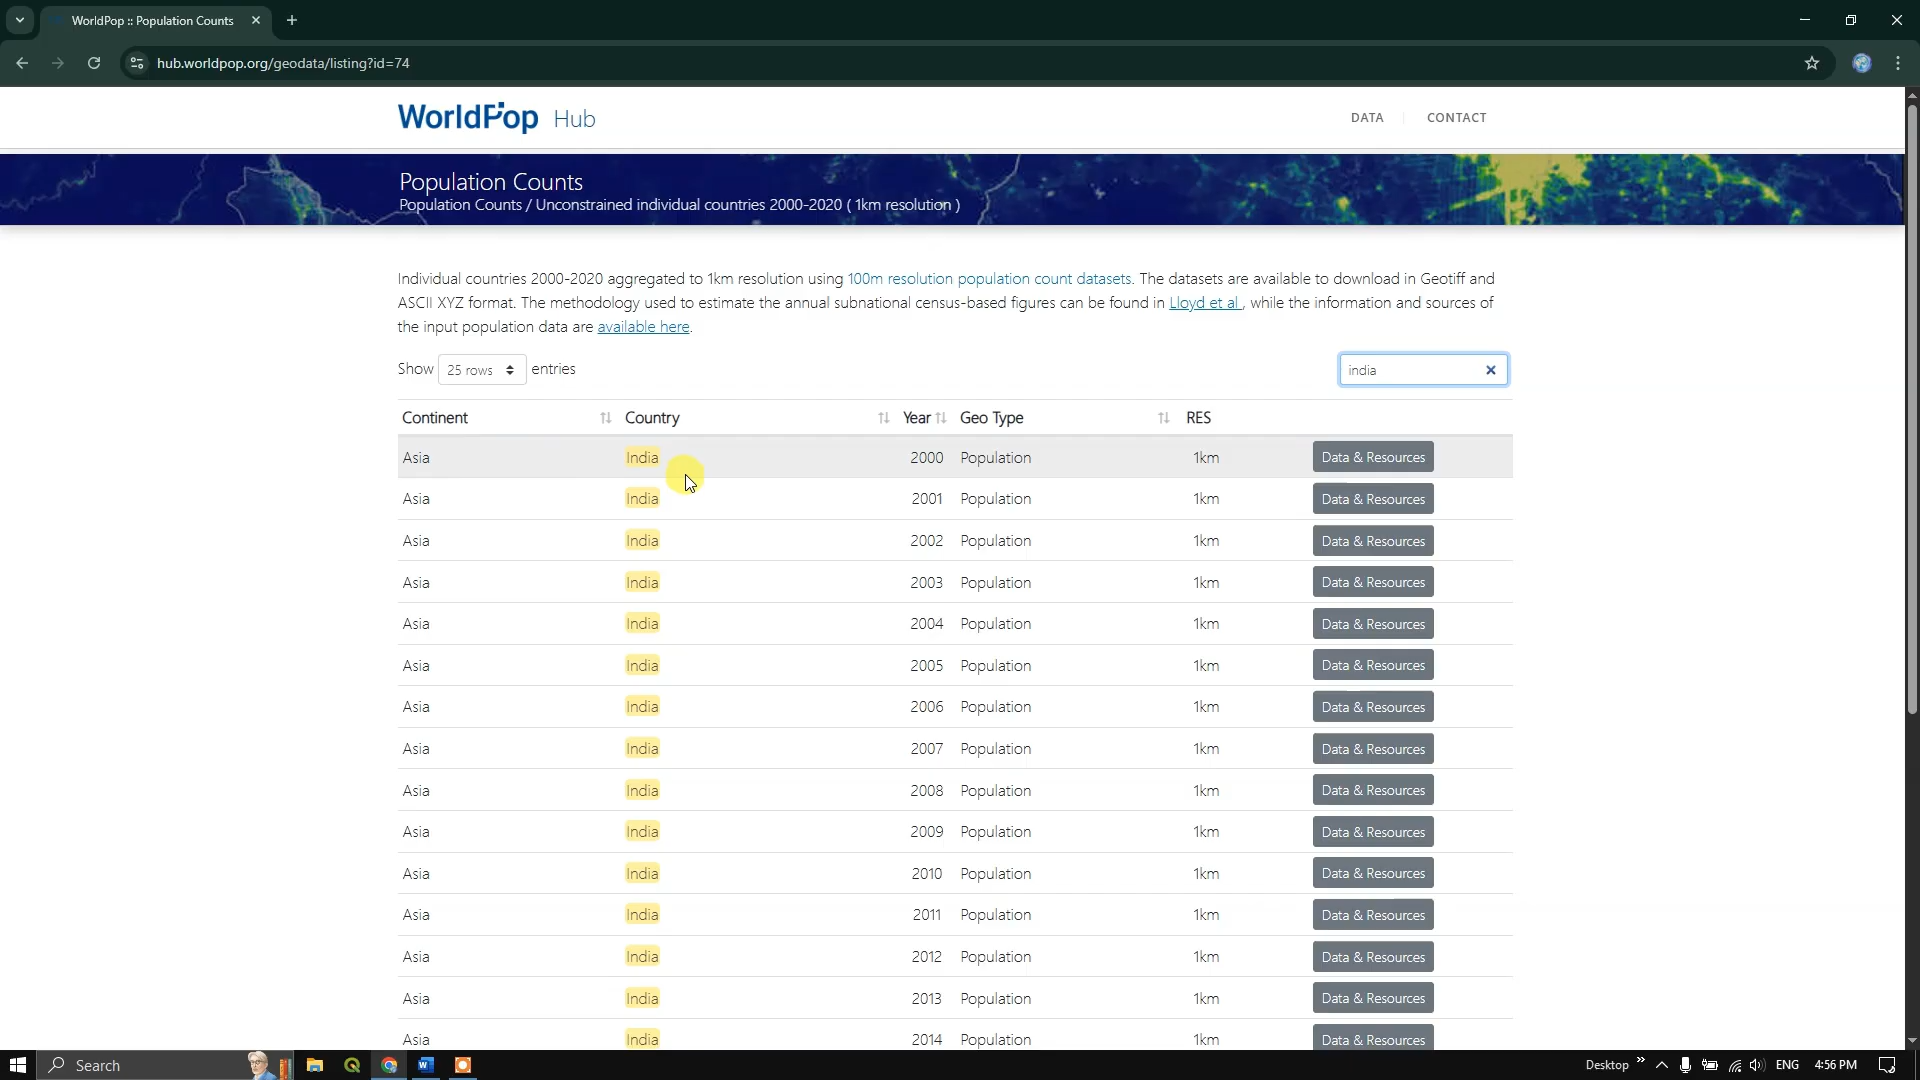 WorldPop :: Population Counts
hub.worldpop.org/geodata/listing?id=74
WorldPop Hub
DATA
CONTACT
Population Counts
Population Counts / Unconstrained individual countries 2000-2020 ( 1km resolution )
Individual countries 2000-2020 aggregated to 1km resolution using 100m resolution population count datasets. The datasets are available to download in Geotiff and
ASCII XYZ format. The methodology used to estimate the annual subnational census-based figures can be found in Lloyd et al., while the information and sources of
the input population data are available here.
Show 25 rows entries
india
Continent Country Year Geo Type RES
Asia India 2000 Population 1km Data & Resources
Asia India 2001 Population 1km Data & Resources
Asia India 2002 Population 1km Data & Resources
Asia India 2003 Population 1km Data & Resources
Asia India 2004 Population 1km Data & Resources
Asia India 2005 Population 1km Data & Resources
Asia India 2006 Population 1km Data & Resources
Asia India 2007 Population 1km Data & Resources
Asia India 2008 Population 1km Data & Resources
Asia India 2009 Population 1km Data & Resources
Asia India 2010 Population 1km Data & Resources
Asia India 2011 Population 1km Data & Resources
Asia India 2012 Population 1km Data & Resources
Asia India 2013 Population 1km Data & Resources
Asia India 2014 Population 1km Data & Resources
Search
Desktop
ENG
4:56 PM